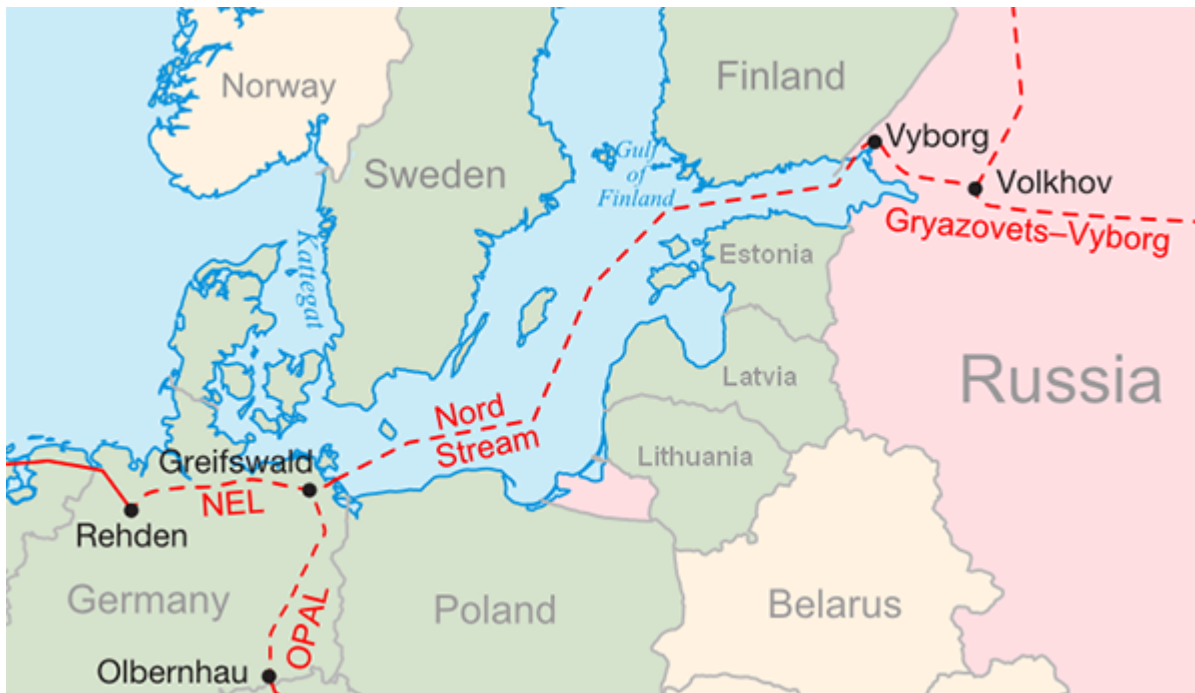 Norway
Finland
Vyborg
Gulf
of
Finland
Sweden
Volkhov
Gryazovets–Vyborg
Kattegat
Estonia
Russia
Latvia
Nord
Stream
Lithuania
Greifswald
NEL
Rehden
Germany
Poland
Belarus
OPAL
Olbernhau